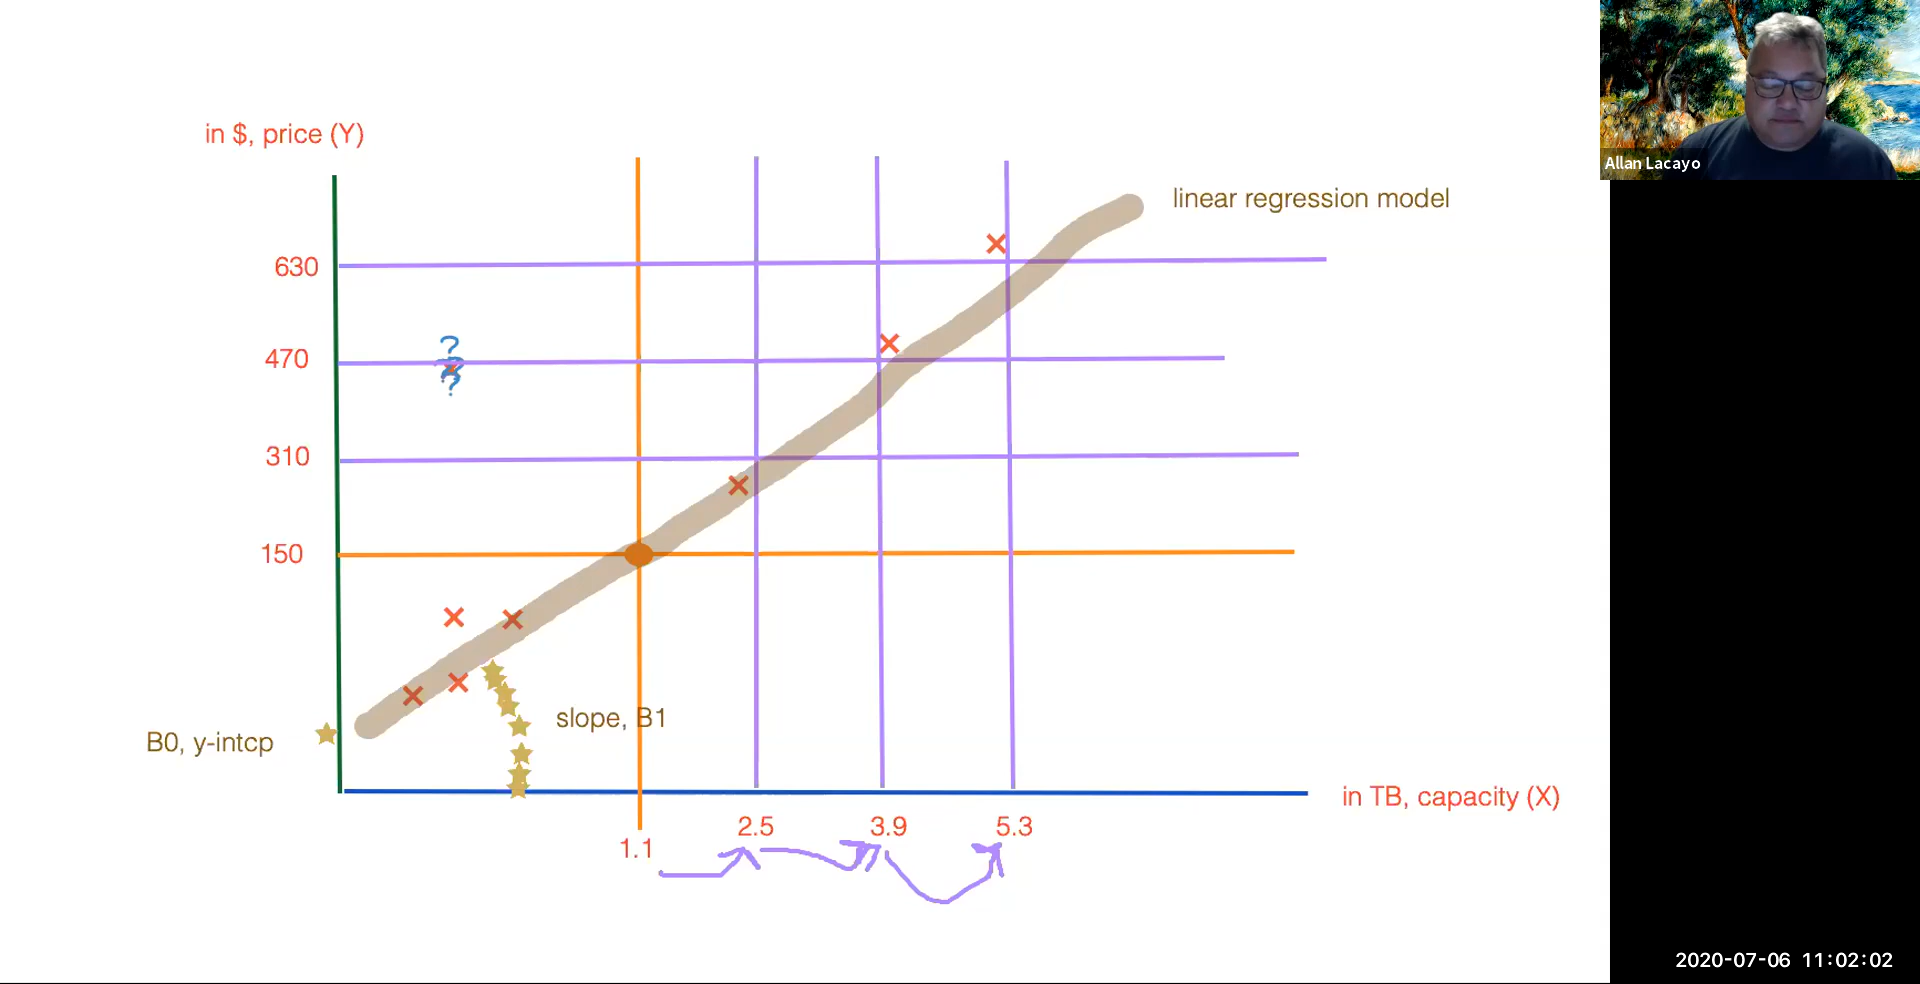 in $, price (Y)
linear regression model
Allan Lacayo
630
?
470
?
310
150
slope, B1
B0, y-intcp
in TB, capacity (X)
1.1
2.5
3.9
5.3
2020-07-06 11:02:02